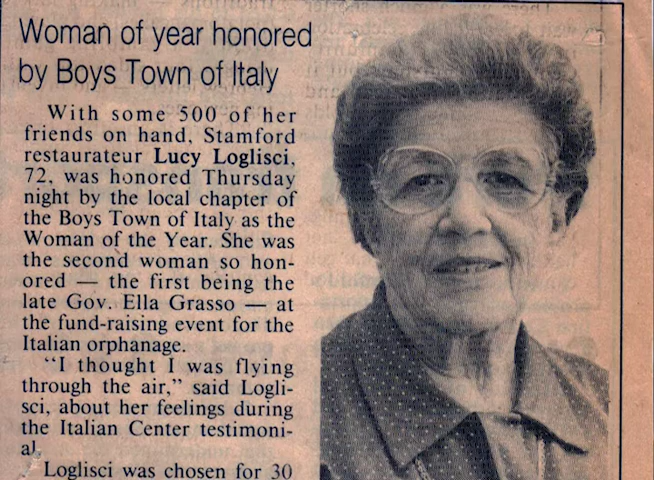 Woman of year honored
by Boys Town of Italy
With some 500 of her
friends on hand, Stamford
restaurateur Lucy Loglisci,
72, was honored Thursday
night by the local chapter of
the Boys Town of Italy as the
Woman of the Year. She was
the second woman so hon-
ored — the first being the
late Gov. Ella Grasso — at
the fund-raising event for the
Italian orphanage.
"I thought I was flying
through the air," said Logli-
sci, about her feelings during
the Italian Center testimoni-
al.
Loglisci was chosen for 30